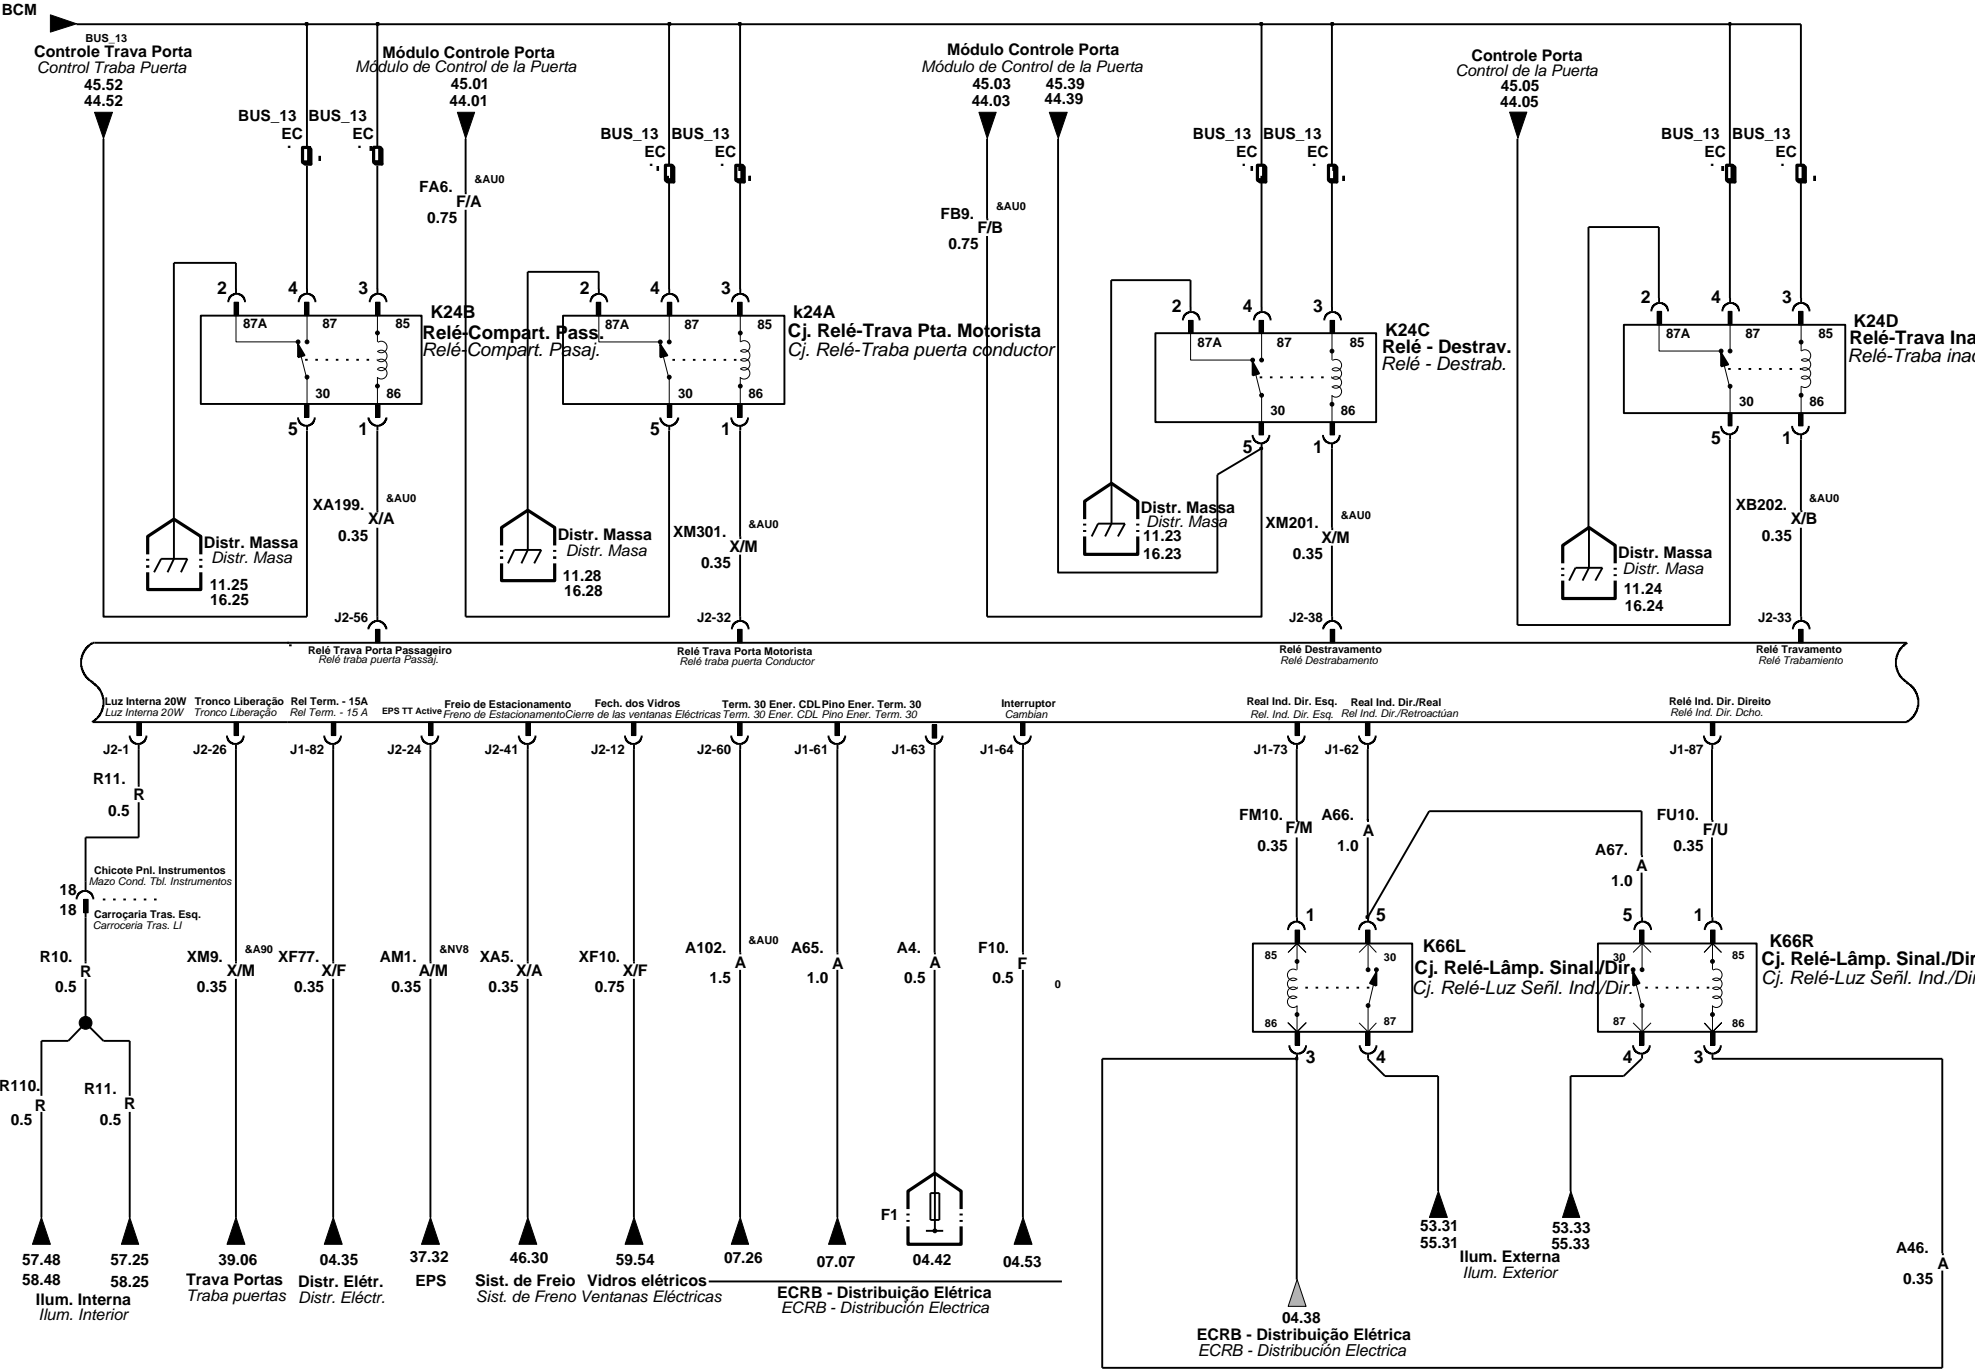 BCM
BUS_13
Controle Trava Porta
Control Traba Puerta
45.52
44.52
Módulo Controle Porta
Módulo de Control de la Puerta
45.01
44.01
Módulo Controle Porta
Módulo de Control de la Puerta
45.03 45.39
44.03 44.39
Controle Porta
Control de la Puerta
45.05
44.05
BUS_13 BUS_13
EC EC
BUS_13 BUS_13
EC EC
BUS_13 BUS_13
EC EC
BUS_13 BUS_13
EC EC
FA6. &AU0
F/A
0.75
FB9. &AU0
F/B
0.75
2 4 3
87A 87 85
30 86
5 1
K24B
Relé-Compart. Pass.
Relé-Compart. Pasaj.
2 4 3
87A 87 85
30 86
5 1
k24A
Cj. Relé-Trava Pta. Motorista
Cj. Relé-Traba puerta conductor
2 4 3
87A 87 85
30 86
5 1
K24C
Relé - Destrav.
Relé - Destrab.
2 4 3
87A 87 85
30 86
5 1
K24D
Relé-Trava Ina
Relé-Traba inac
XA199. &AU0
X/A
0.35
XM301. &AU0
X/M
0.35
XM201. &AU0
X/M
0.35
XB202. &AU0
X/B
0.35
Distr. Massa
Distr. Masa
11.25
16.25
Distr. Massa
Distr. Masa
11.28
16.28
Distr. Massa
Distr. Masa
11.23
16.23
Distr. Massa
Distr. Masa
11.24
16.24
J2-56 J2-32 J2-38 J2-33
Relé Trava Porta Passageiro
Relé traba puerta Passaj.
Relé Trava Porta Motorista
Relé traba puerta Conductor
Relé Destravamento
Relé Destrabamento
Relé Travamento
Relé Trabamiento
Luz Interna 20W
Luz Interna 20W
Tronco Liberação
Tronco Liberação
Rel Term. - 15A
Rel Term. - 15 A
EPS TT Active
Freio de Estacionamento
Freno de Estacionamento
Fech. dos Vidros
Cierre de las ventanas Eléctricas
Term. 30 Ener. CDL
Term. 30 Ener. CDL
Pino Ener. Term. 30
Pino Ener. Term. 30
Interruptor
Cambian
Real Ind. Dir. Esq.
Rel. Ind. Dir. Esq.
Real Ind. Dir./Real
Rel Ind. Dir./Retroactúan
Relé Ind. Dir. Direito
Relé Ind. Dir. Dcho.
J2-1 J2-26 J1-82 J2-24 J2-41 J2-12 J2-60 J1-61 J1-63 J1-64 J1-73 J1-62 J1-87
R11.
R
0.5
Chicote Pnl. Instrumentos
Mazo Cond. Tbl. Instrumentos
18
18
Carroçaria Tras. Esq.
Carroceria Tras. LI
R10.
R
0.5
R110.
R
0.5
R11.
R
0.5
XM9. &A90
X/M
0.35
XF77.
X/F
0.35
AM1. &NV8
A/M
0.35
XA5.
X/A
0.35
XF10.
X/F
0.75
A102. &AU0
A
1.5
A65.
A
1.0
A4.
A
0.5
F10.
F
0.5
0
FM10.
F/M
0.35
A66.
A
1.0
A67.
A
1.0
FU10.
F/U
0.35
1 5
85 30
86 87
3 4
K66L
Cj. Relé-Lâmp. Sinal./Dir.
Cj. Relé-Luz Señl. Ind./Dir.
5 1
30 85
87 86
4 3
K66R
Cj. Relé-Lâmp. Sinal./Dir
Cj. Relé-Luz Señl. Ind./Dir
F1
57.48
58.48
57.25
58.25
Ilum. Interna
Ilum. Interior
39.06
Trava Portas
Traba puertas
04.35
Distr. Elétr.
Distr. Eléctr.
37.32
EPS
46.30
Sist. de Freio
Sist. de Freno
59.54
Vidros elétricos
Ventanas Eléctricas
07.26 07.07 04.42 04.53
ECRB - Distribuição Elétrica
ECRB - Distribución Electrica
53.31
55.31
53.33
55.33
Ilum. Externa
Ilum. Exterior
A46.
A
0.35
04.38
ECRB - Distribuição Elétrica
ECRB - Distribución Electrica